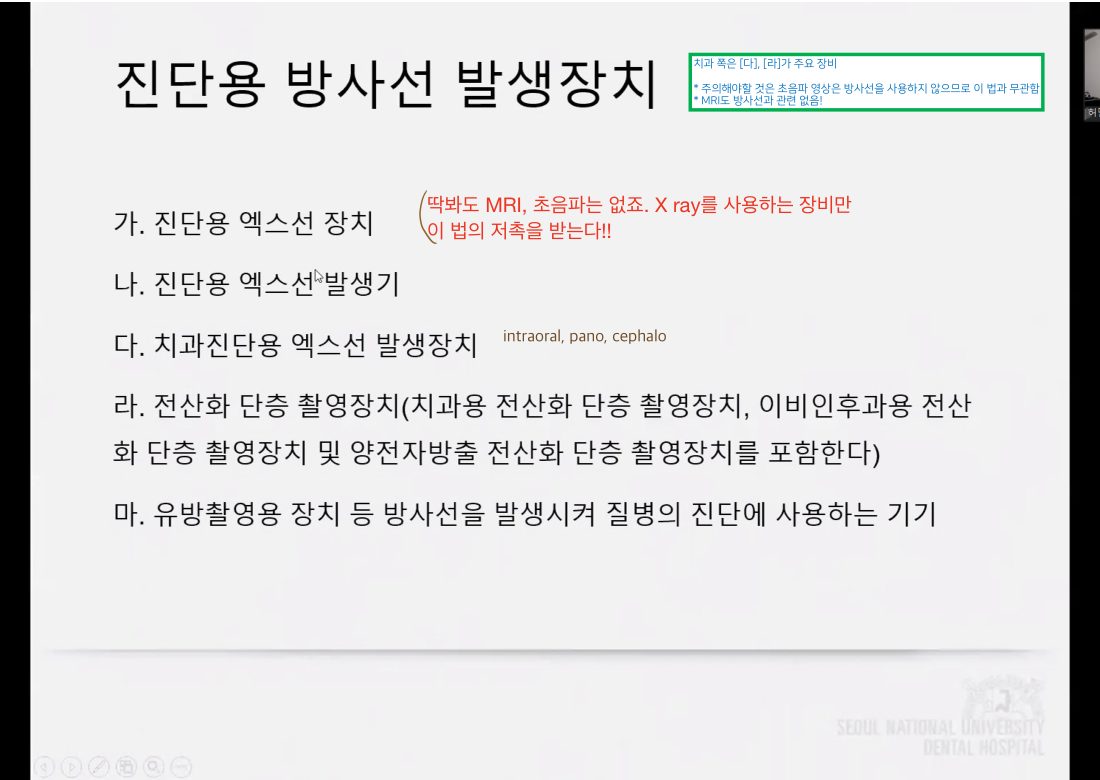 진단용 방사선 발생장치
치과 쪽은 [다], [라]가 주요 장비
* 주의해야할 것은 초음파 영상은 방사선을 사용하지 않으므로 이 법과 무관함
* MRI도 방사선과 관련 없음!
가. 진단용 엑스선 장치
딱봐도 MRI, 초음파는 없죠. X ray를 사용하는 장비만
이 법의 저촉을 받는다!!
나. 진단용 엑스선 발생기
다. 치과진단용 엑스선 발생장치
intraoral, pano, cephalo
라. 전산화 단층 촬영장치(치과용 전산화 단층 촬영장치, 이비인후과용 전산
화 단층 촬영장치 및 양전자방출 전산화 단층 촬영장치를 포함한다)
마. 유방촬영용 장치 등 방사선을 발생시켜 질병의 진단에 사용하는 기기
SEOUL NATIONAL UNIVERSITY
DENTAL HOSPITAL